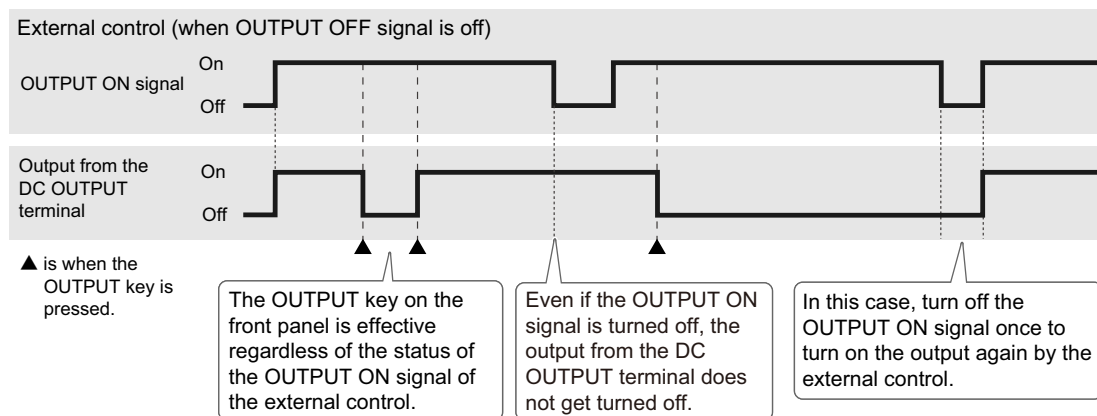 External control (when OUTPUT OFF signal is off)
On
OUTPUT ON signal
Off
Output from the
DC OUTPUT
terminal
On
Off
▲ is when the
OUTPUT key is
pressed.
The OUTPUT key on the
front panel is effective
regardless of the status of
the OUTPUT ON signal of
the external control.
Even if the OUTPUT ON
signal is turned off, the
output from the DC
OUTPUT terminal does
not get turned off.
In this case, turn off the
OUTPUT ON signal once to
turn on the output again by the
external control.